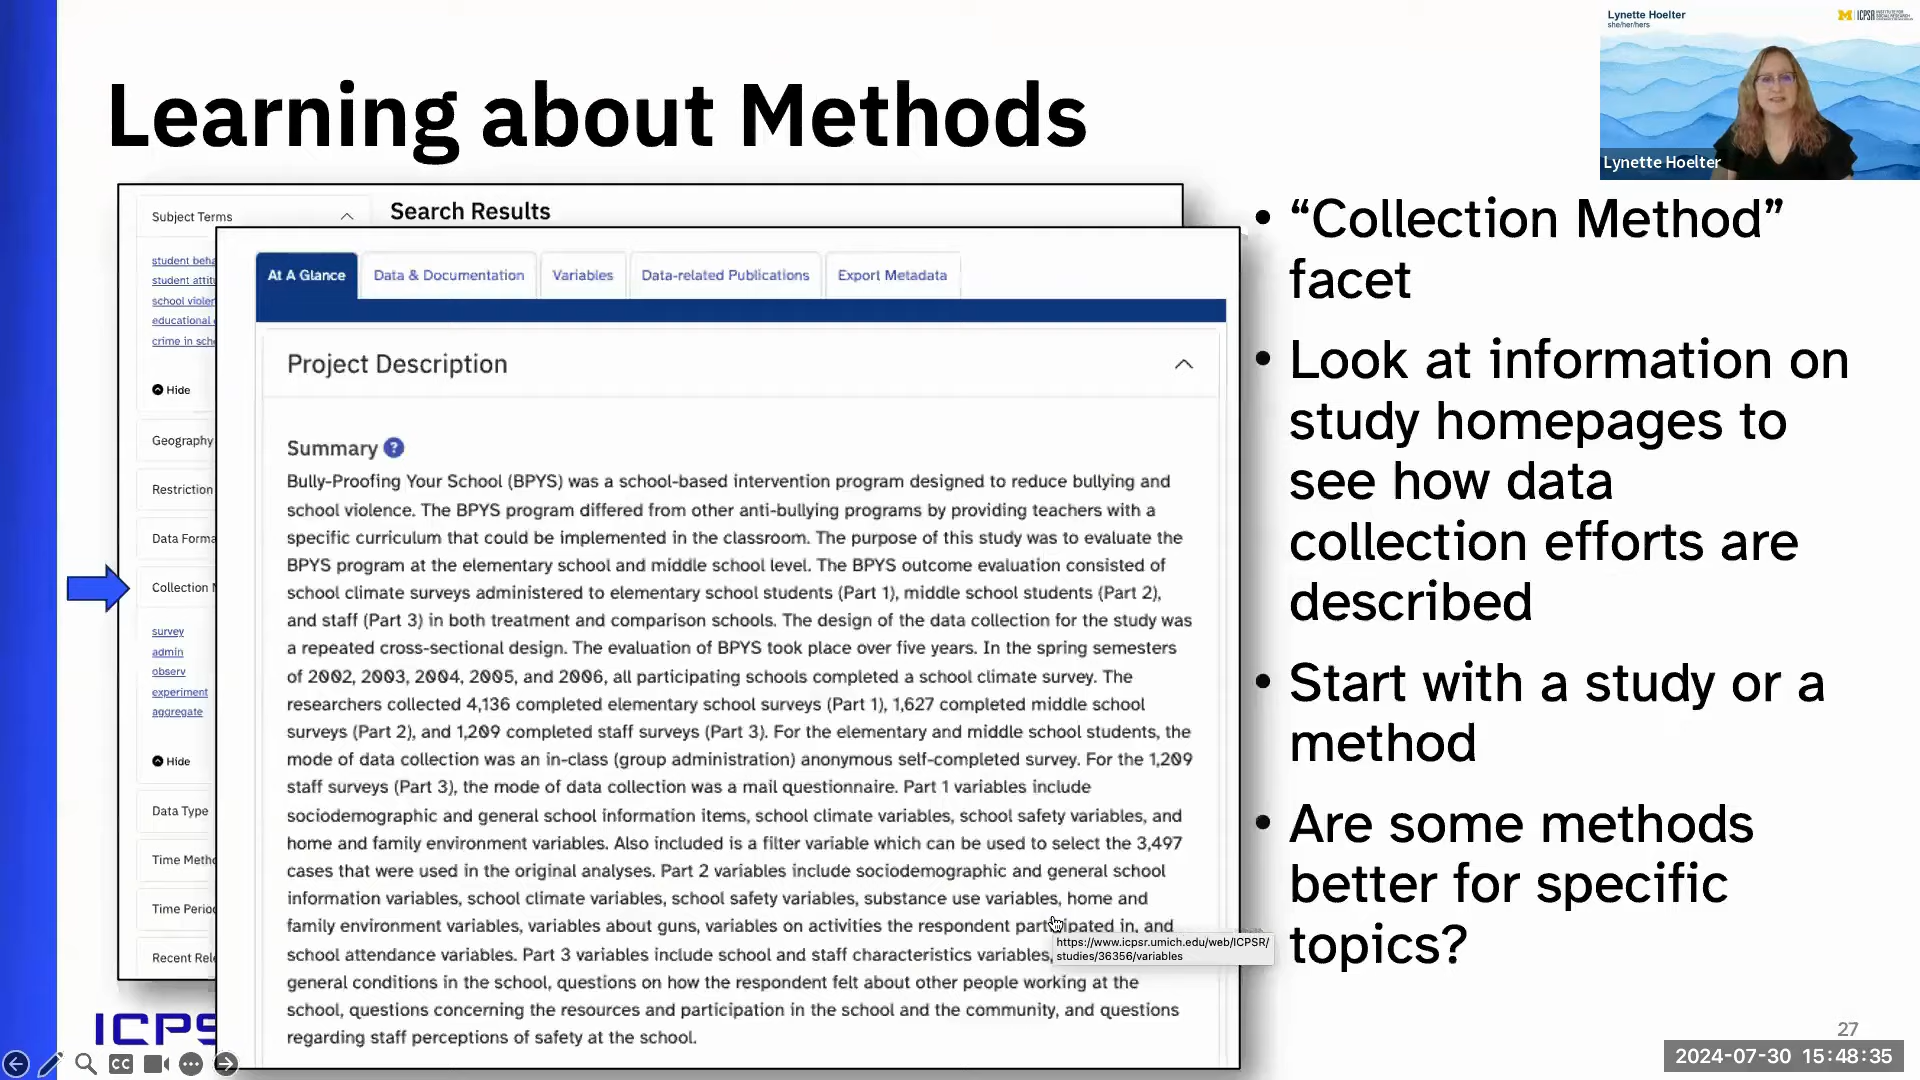 Learning about Methods
Lynette Hoelter
she/her/hers
Lynette Hoelter
Subject Terms
Search Results
student beha
student attit
school violen
educational
crime in scho
Hide
Geography
Restriction
Data Forma
Collection M
survey
admin
observ
experiment
aggregate
Hide
Data Type
Time Metho
Time Period
Recent Rel
At A Glance
Data & Documentation
Variables
Data-related Publications
Export Metadata
Project Description
Summary ?
Bully-Proofing Your School (BPYS) was a school-based intervention program designed to reduce bullying and
school violence. The BPYS program differed from other anti-bullying programs by providing teachers with a
specific curriculum that could be implemented in the classroom. The purpose of this study was to evaluate the
BPYS program at the elementary school and middle school level. The BPYS outcome evaluation consisted of
school climate surveys administered to elementary school students (Part 1), middle school students (Part 2),
and staff (Part 3) in both treatment and comparison schools. The design of the data collection for the study was
a repeated cross-sectional design. The evaluation of BPYS took place over five years. In the spring semesters
of 2002, 2003, 2004, 2005, and 2006, all participating schools completed a school climate survey. The
researchers collected 4,136 completed elementary school surveys (Part 1), 1,627 completed middle school
surveys (Part 2), and 1,209 completed staff surveys (Part 3). For the elementary and middle school students, the
mode of data collection was an in-class (group administration) anonymous self-completed survey. For the 1,209
staff surveys (Part 3), the mode of data collection was a mail questionnaire. Part 1 variables include
sociodemographic and general school information items, school climate variables, school safety variables, and
home and family environment variables. Also included is a filter variable which can be used to select the 3,497
cases that were used in the original analyses. Part 2 variables include sociodemographic and general school
information variables, school climate variables, school safety variables, substance use variables, home and
family environment variables, variables about guns, variables on activities the respondent participated in, and
school attendance variables. Part 3 variables include school and staff characteristics variables,
general conditions in the school, questions on how the respondent felt about other people working at the
school, questions concerning the resources and participation in the school and the community, and questions
regarding staff perceptions of safety at the school.
https://www.icpsr.umich.edu/web/ICPSR/
studies/36356/variables
• “Collection Method”
facet
• Look at information on
study homepages to
see how data
collection efforts are
described
• Start with a study or a
method
• Are some methods
better for specific
topics?
ICPS
CC
27
2024-07-30 15:48:35